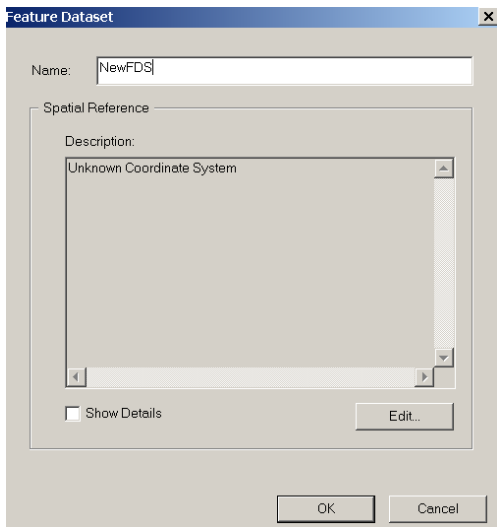 Feature Dataset
Name: NewFDS
Spatial Reference
Description:
Unknown Coordinate System
Show Details
Edit...
OK Cancel